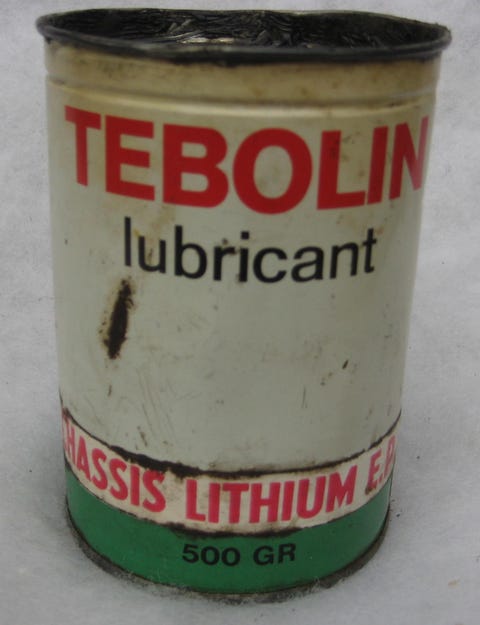 TEBOLIN
lubricant
HASSIS LITHIUM E.P.
500 GR